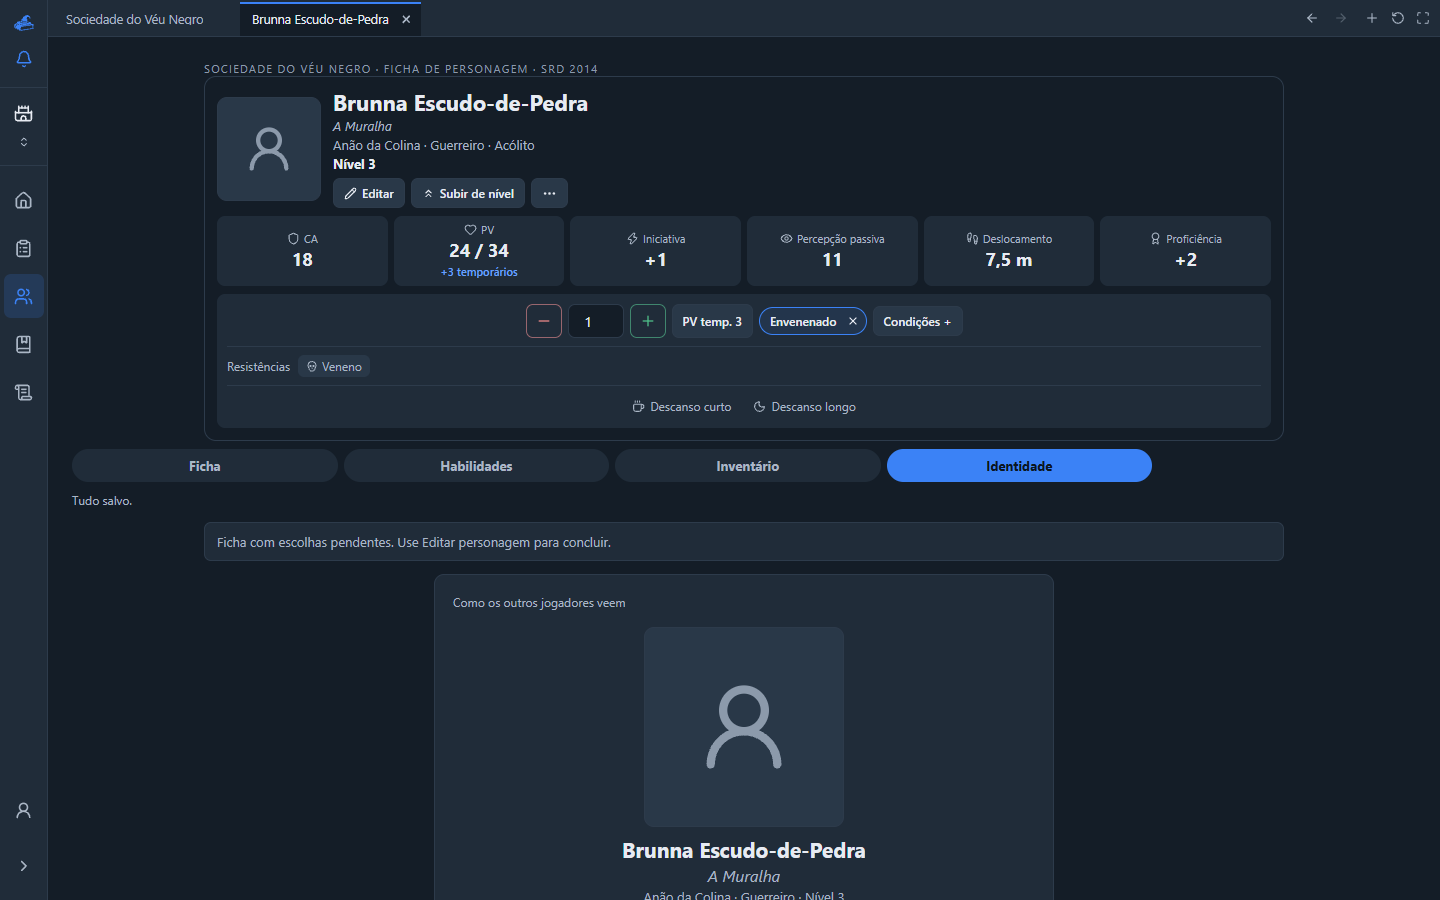 Sociedade do Véu Negro
Brunna Escudo-de-Pedra
SOCIEDADE DO VÉU NEGRO · FICHA DE PERSONAGEM · SRD 2014
Brunna Escudo-de-Pedra
A Muralha
Anão da Colina · Guerreiro · Acólito
Nível 3
Editar
Subir de nível
CA
18
PV
24 / 34
+3 temporários
Iniciativa
+1
Percepção passiva
11
Deslocamento
7,5 m
Proficiência
+2
1
PV temp. 3
Envenenado
Condições +
Resistências
Veneno
Descanso curto
Descanso longo
Ficha
Habilidades
Inventário
Identidade
Tudo salvo.
Ficha com escolhas pendentes. Use Editar personagem para concluir.
Como os outros jogadores veem
Brunna Escudo-de-Pedra
A Muralha
Anão da Colina · Guerreiro · Nível 3